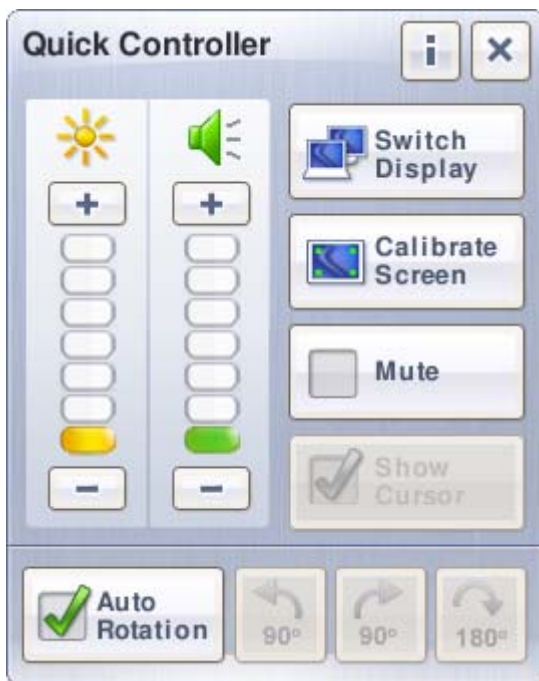 Quick Controller
i
×
+
+
−
−
Switch
Display
Calibrate
Screen
Mute
Show
Cursor
Auto
Rotation
90°
90°
180°